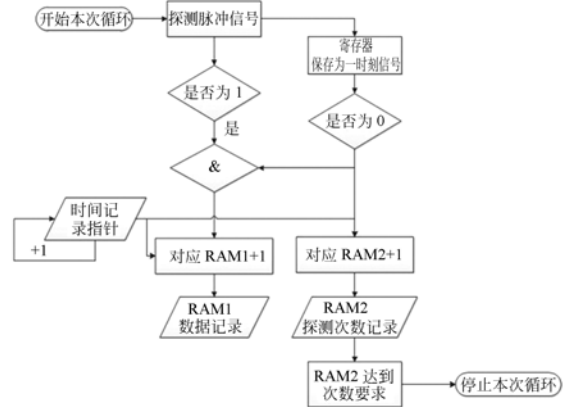 开始本次循环
探测脉冲信号
寄存器
保存为一时刻信号
是否为 1
是否为 0
是
&
时间记
录指针
+1
对应 RAM1+1
对应 RAM2+1
RAM1
数据记录
RAM2
探测次数记录
RAM2 达到
次数要求
停止本次循环